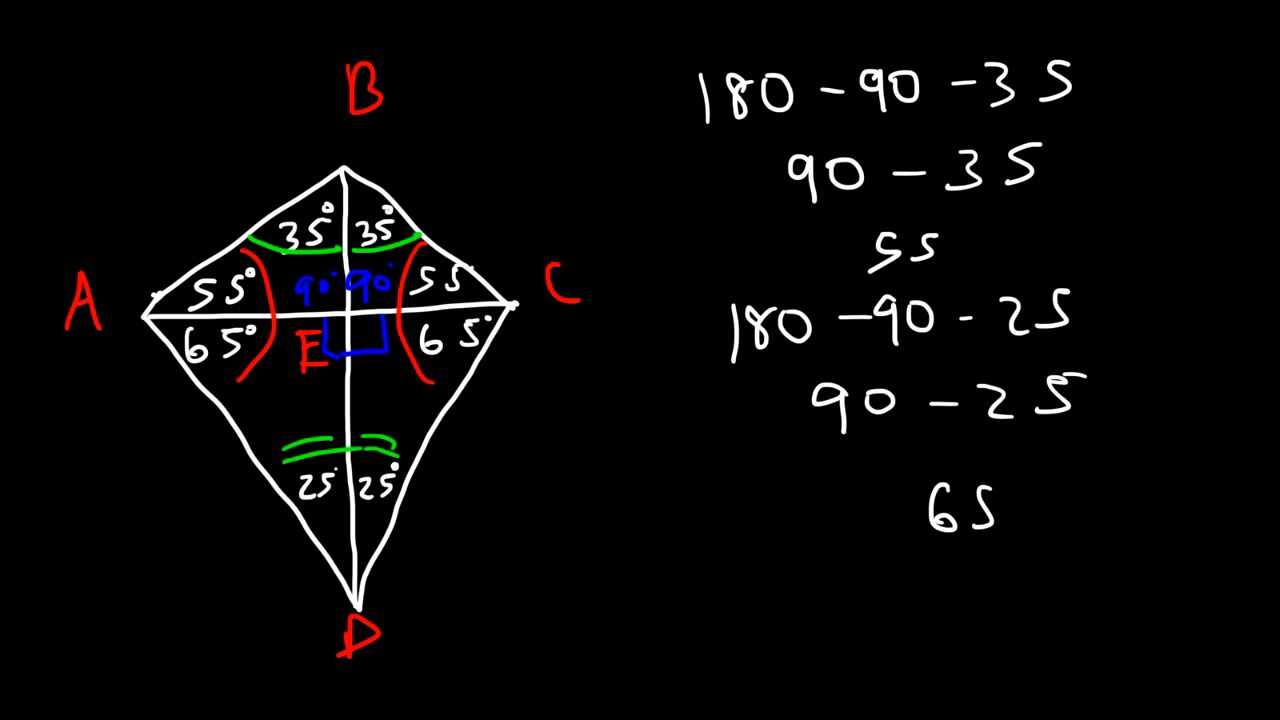 B
35° 35°
A 55° 90° 90° 55° C
65° E 65°
25° 25°
D
180 - 90 - 35
90 - 35
55
180 - 90 - 25
90 - 25
65